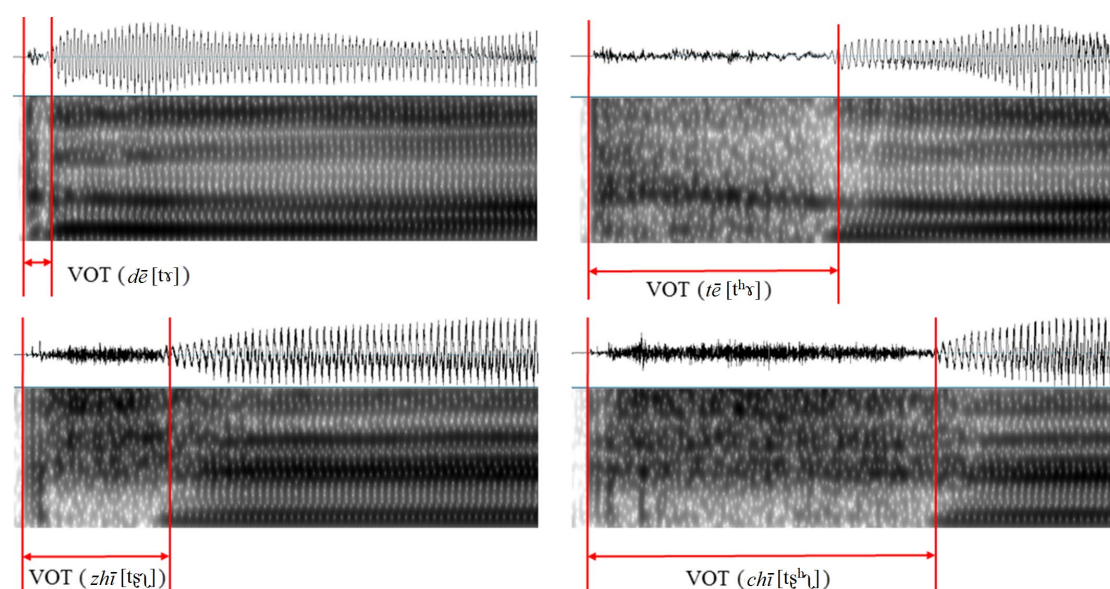 VOT (dē [tɤ])
VOT (tē [tʰɤ])
VOT (zhī [tʂʅ])
VOT (chī [tʂʰʅ])